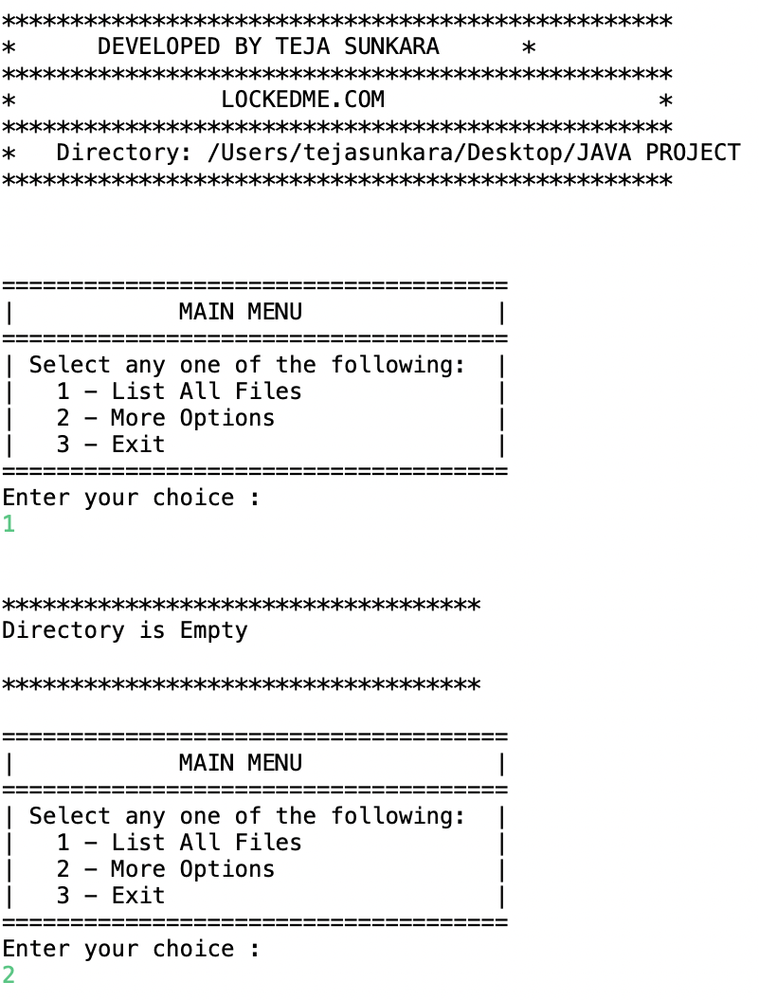 *************************************************
*      DEVELOPED BY TEJA SUNKARA      *
*************************************************
*               LOCKEDME.COM                    *
*************************************************
*   Directory: /Users/tejasunkara/Desktop/JAVA PROJECT
*************************************************
=====================================
|            MAIN MENU              |
=====================================
| Select any one of the following:  |
|   1 – List All Files              |
|   2 – More Options                |
|   3 – Exit                        |
=====================================
Enter your choice :
1
***********************************
Directory is Empty
***********************************
=====================================
|            MAIN MENU              |
=====================================
| Select any one of the following:  |
|   1 – List All Files              |
|   2 – More Options                |
|   3 – Exit                        |
=====================================
Enter your choice :
2